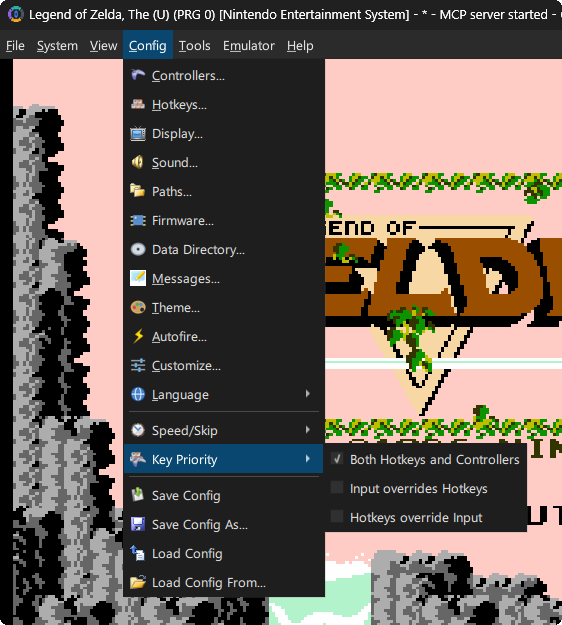 Legend of Zelda, The (U) (PRG 0) [Nintendo Entertainment System] - * - MCP server started -
File System View Config Tools Emulator Help
Controllers...
Hotkeys...
Display...
Sound...
Paths...
Firmware...
Data Directory...
Messages...
Theme...
Autofire...
Customize...
Language
Speed/Skip
Key Priority
Both Hotkeys and Controllers
Input overrides Hotkeys
Hotkeys override Input
Save Config
Save Config As...
Load Config
Load Config From...
END OF
ELD